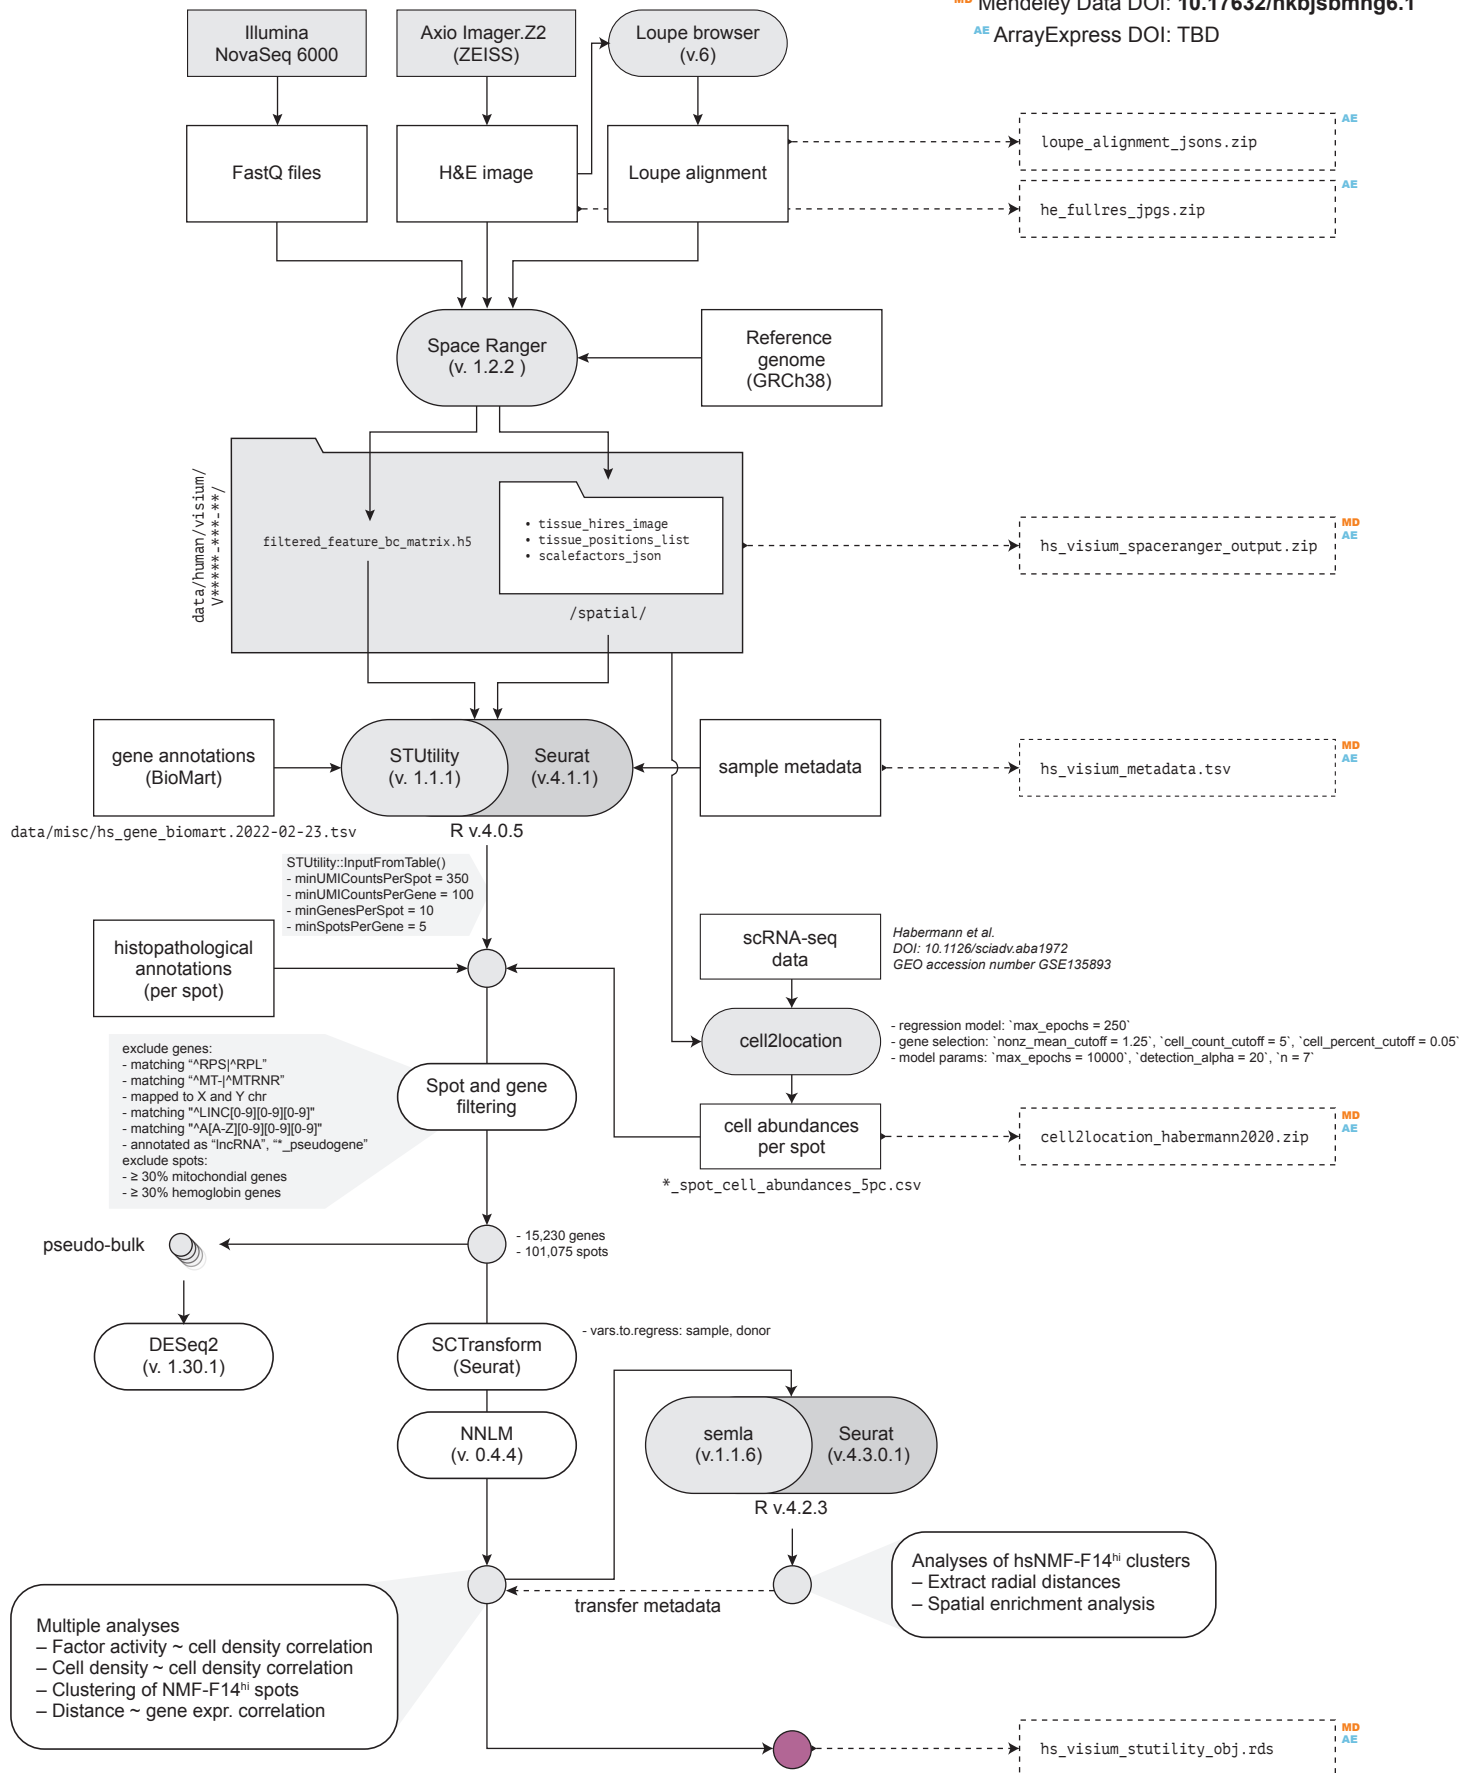 MD Mendeley Data DOI: 10.17632/nkbjsbmhg6.1
AE ArrayExpress DOI: TBD
Illumina
NovaSeq 6000
Axio Imager.Z2
(ZEISS)
Loupe browser
(v.6)
FastQ files
H&E image
Loupe alignment
AE
loupe_alignment_jsons.zip
AE
he_fullres_jpgs.zip
Space Ranger
(v. 1.2.2 )
Reference
genome
(GRCh38)
data/human/visium/
V*****-***-**/
filtered_feature_bc_matrix.h5
• tissue_hires_image
• tissue_positions_list
• scalefactors_json
/spatial/
MD
AE
hs_visium_spaceranger_output.zip
gene annotations
(BioMart)
data/misc/hs_gene_biomart.2022-02-23.tsv
STUtility
(v. 1.1.1)
Seurat
(v.4.1.1)
R v.4.0.5
sample metadata
MD
AE
hs_visium_metadata.tsv
STUtility::InputFromTable()
- minUMICountsPerSpot = 350
- minUMICountsPerGene = 100
- minGenesPerSpot = 10
- minSpotsPerGene = 5
histopathological
annotations
(per spot)
scRNA-seq
data
Habermann et al.
DOI: 10.1126/sciadv.aba1972
GEO accession number GSE135893
cell2location
- regression model: `max_epochs = 250`
- gene selection: `nonz_mean_cutoff = 1.25`, `cell_count_cutoff = 5`, `cell_percent_cutoff = 0.05`
- model params: `max_epochs = 10000`, `detection_alpha = 20`, `n = 7`
exclude genes:
- matching “^RPS|^RPL”
- matching “^MT-|^MTRNR”
- mapped to X and Y chr
- matching "^LINC[0-9][0-9][0-9]"
- matching "^A[A-Z][0-9][0-9][0-9]"
- annotated as “lncRNA”, “*_pseudogene”
exclude spots:
- ≥ 30% mitochondial genes
- ≥ 30% hemoglobin genes
Spot and gene
filtering
cell abundances
per spot
*_spot_cell_abundances_5pc.csv
MD
AE
cell2location_habermann2020.zip
pseudo-bulk
- 15,230 genes
- 101,075 spots
DESeq2
(v. 1.30.1)
SCTransform
(Seurat)
- vars.to.regress: sample, donor
NNLM
(v. 0.4.4)
semla
(v.1.1.6)
Seurat
(v.4.3.0.1)
R v.4.2.3
Analyses of hsNMF-F14hi clusters
– Extract radial distances
– Spatial enrichment analysis
transfer metadata
Multiple analyses
– Factor activity ~ cell density correlation
– Cell density ~ cell density correlation
– Clustering of NMF-F14hi spots
– Distance ~ gene expr. correlation
MD
AE
hs_visium_stutility_obj.rds